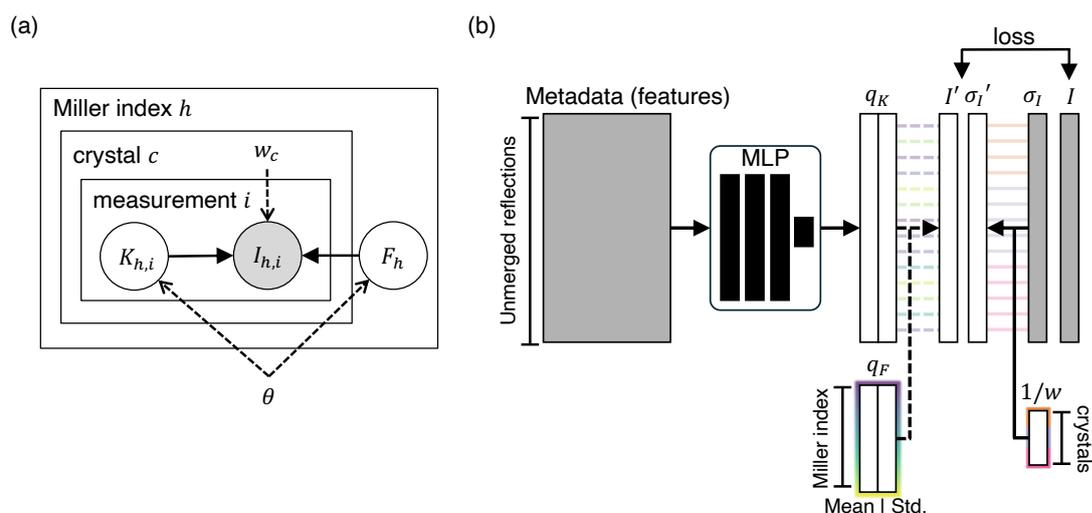 (a)
Miller index h
crystal c
w_c
measurement i
K_{h,i}
I_{h,i}
F_h
θ
(b)
loss
Metadata (features)
q_K
I′
σ_I′
σ_I
I
MLP
Unmerged reflections
q_F
1/w
Miller index
crystals
Mean | Std.